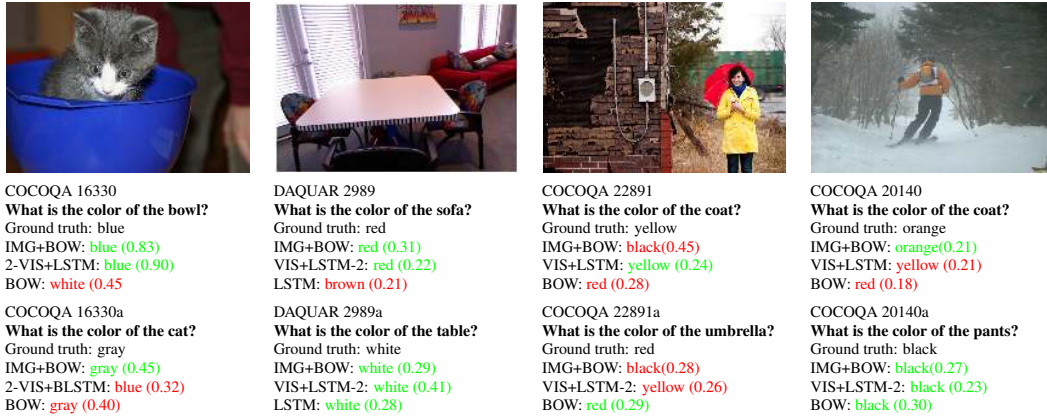 COCOQA 16330
What is the color of the bowl?
Ground truth: blue
IMG+BOW: blue (0.83)
2-VIS+LSTM: blue (0.90)
BOW: white (0.45
COCOQA 16330a
What is the color of the cat?
Ground truth: gray
IMG+BOW: gray (0.45)
2-VIS+BLSTM: blue (0.32)
BOW: gray (0.40)
DAQUAR 2989
What is the color of the sofa?
Ground truth: red
IMG+BOW: red (0.31)
VIS+LSTM-2: red (0.22)
LSTM: brown (0.21)
DAQUAR 2989a
What is the color of the table?
Ground truth: white
IMG+BOW: white (0.29)
VIS+LSTM-2: white (0.41)
LSTM: white (0.28)
COCOQA 22891
What is the color of the coat?
Ground truth: yellow
IMG+BOW: black(0.45)
VIS+LSTM: yellow (0.24)
BOW: red (0.28)
COCOQA 22891a
What is the color of the umbrella?
Ground truth: red
IMG+BOW: black(0.28)
VIS+LSTM-2: yellow (0.26)
BOW: red (0.29)
COCOQA 20140
What is the color of the coat?
Ground truth: orange
IMG+BOW: orange(0.21)
VIS+LSTM: yellow (0.21)
BOW: red (0.18)
COCOQA 20140a
What is the color of the pants?
Ground truth: black
IMG+BOW: black(0.27)
VIS+LSTM-2: black (0.23)
BOW: black (0.30)